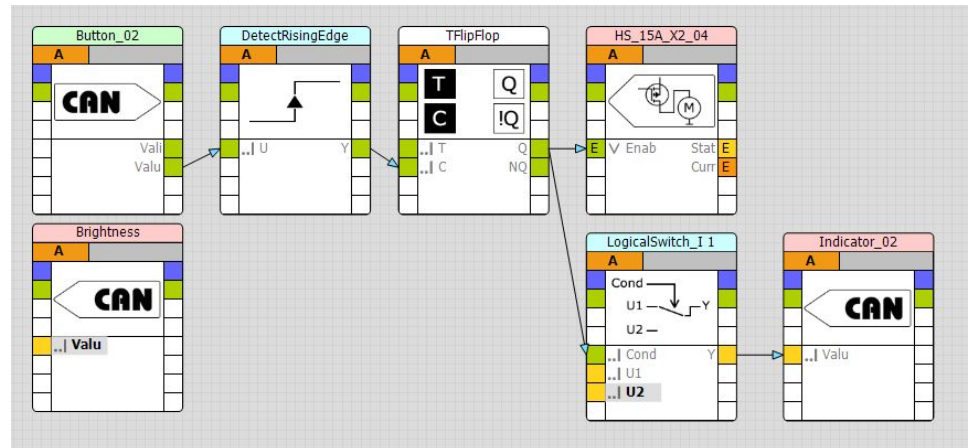 Button_02
A
CAN
Vali
Valu
DetectRisingEdge
A
..| U Y
TFlipFlop
A
T Q
C !Q
..| T Q
..| C NQ
HS_15A_X2_04
A
M
E V Enab Stat E
Curr E
Brightness
A
CAN
..| Valu
LogicalSwitch_I 1
A
Cond
U1 Y
U2
..| Cond Y
..| U1
..| U2
Indicator_02
A
CAN
..| Valu